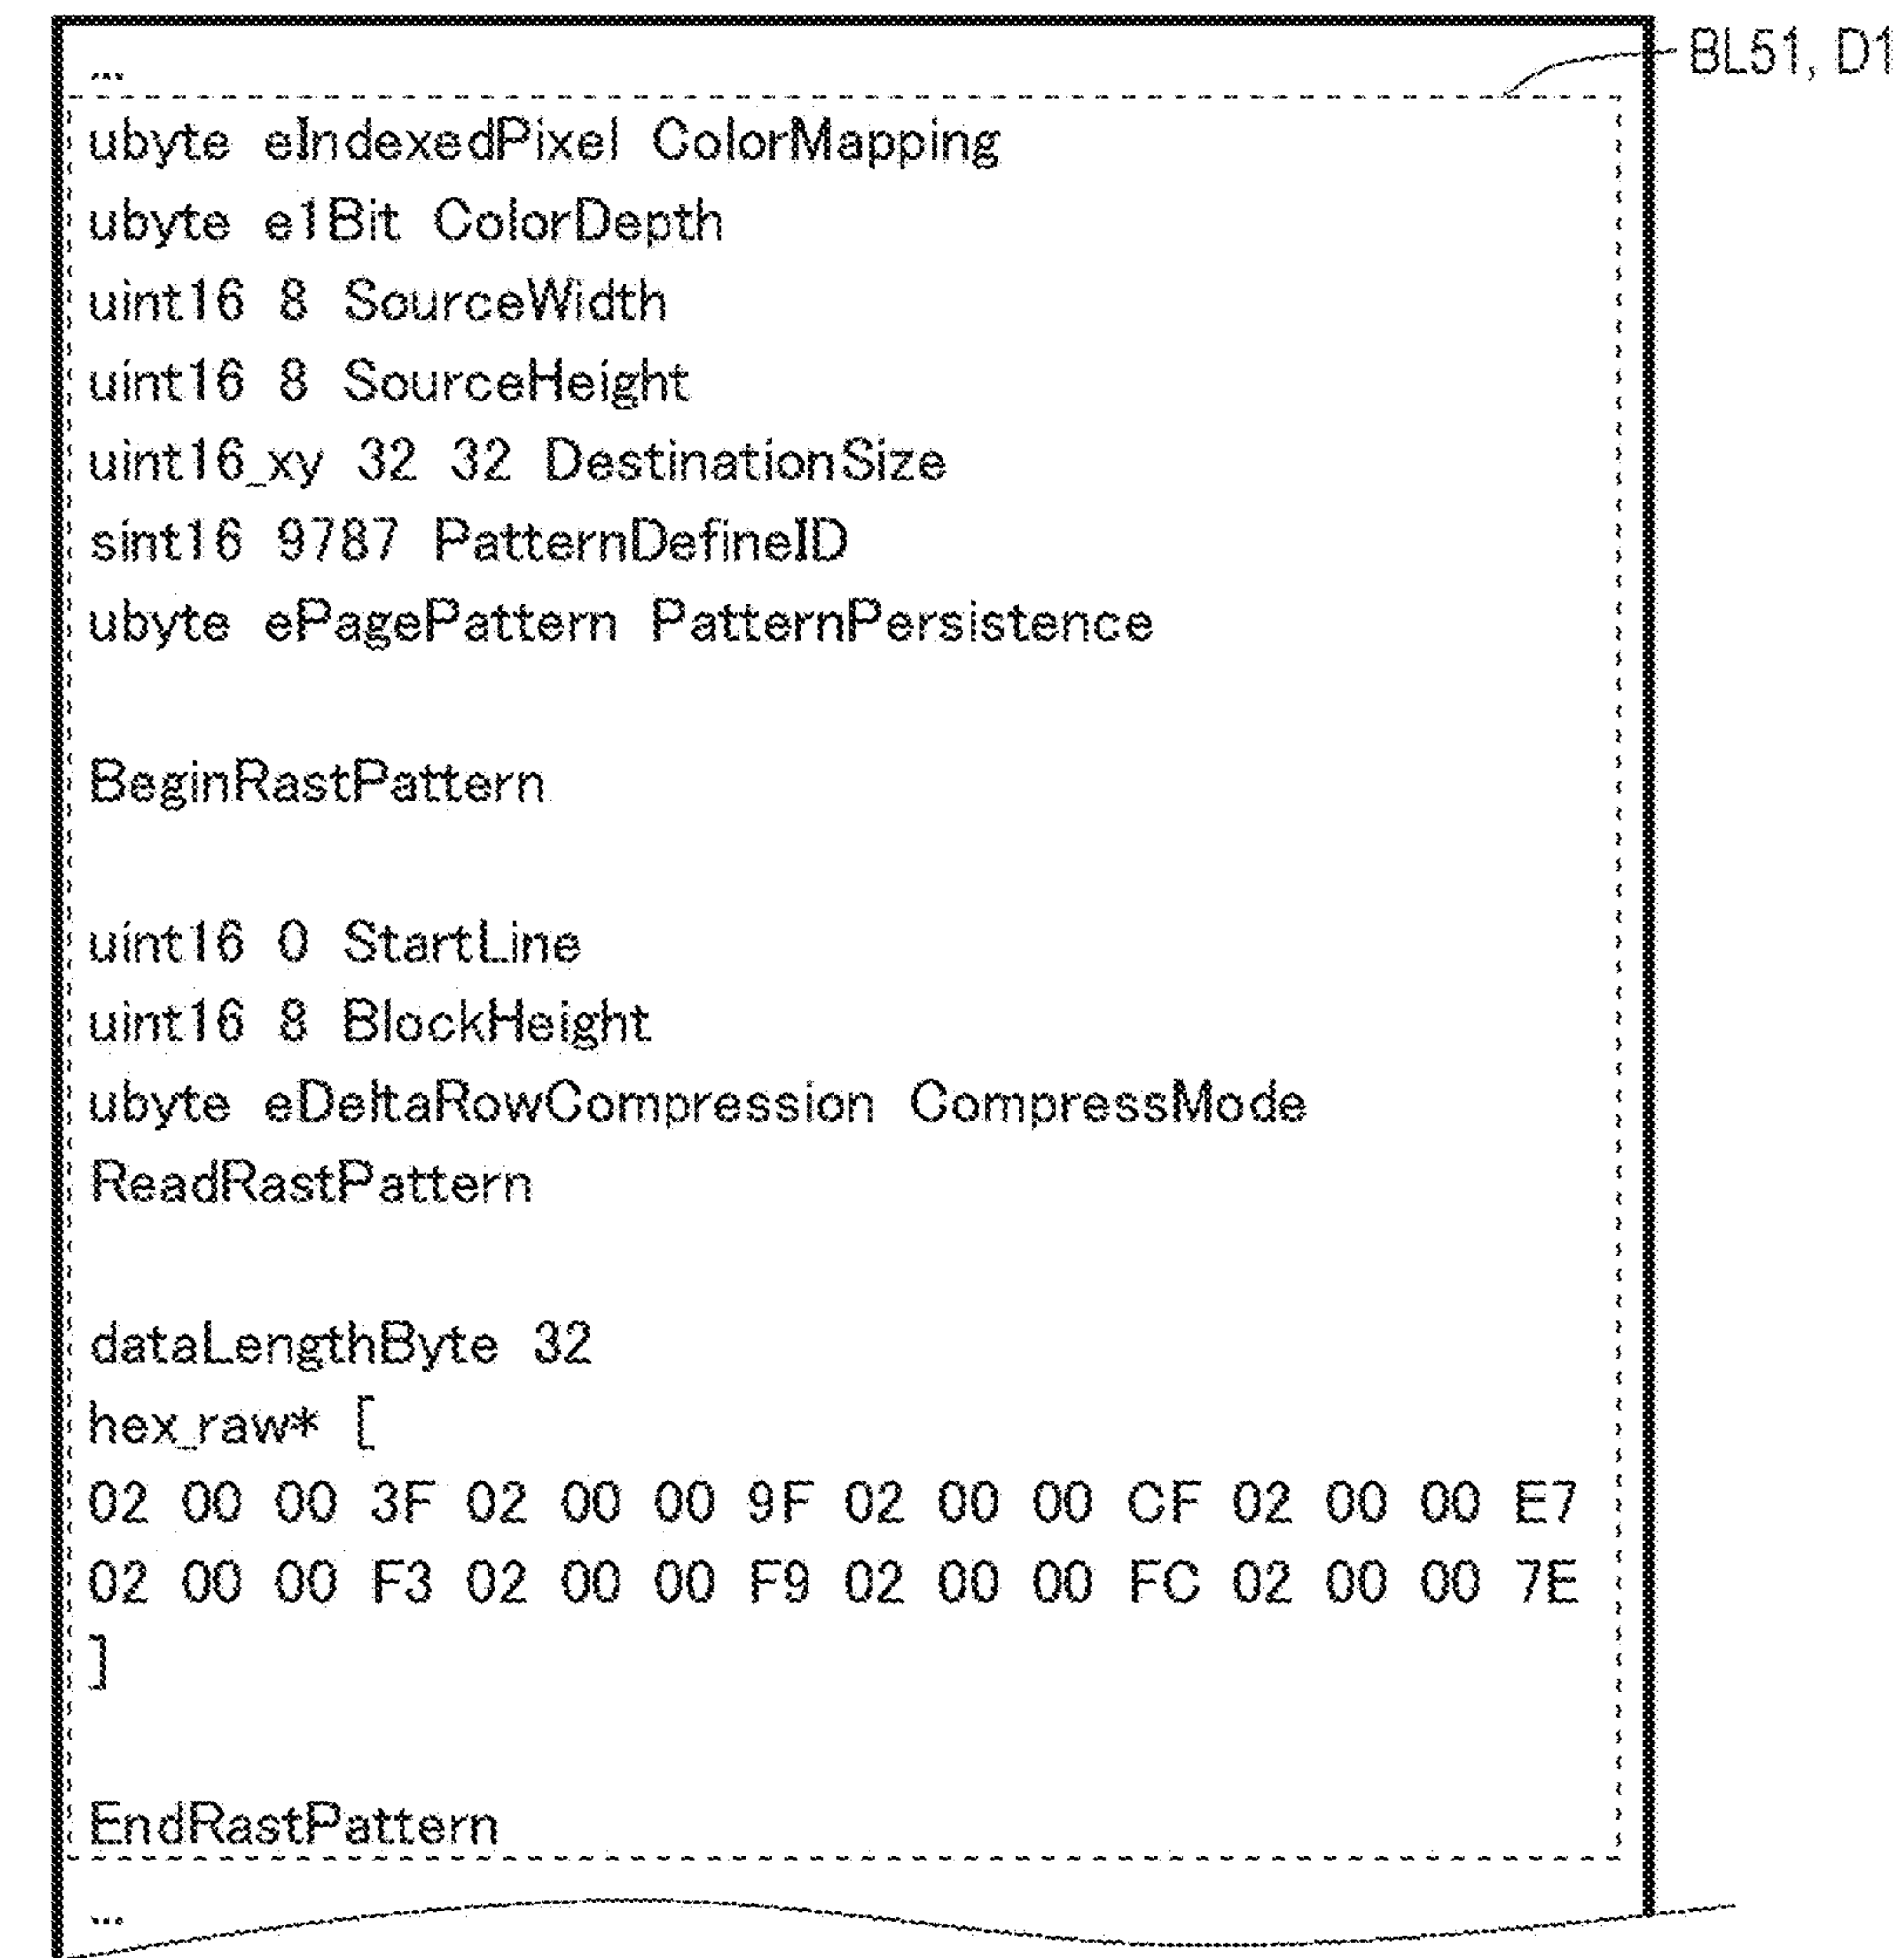 BL51, D1
...
ubyte eIndexedPixel ColorMapping
ubyte e1Bit ColorDepth
uint16 8 SourceWidth
uint16 8 SourceHeight
uint16_xy 32 32 DestinationSize
sint16 9787 PatternDefineID
ubyte ePagePattern PatternPersistence
BeginRastPattern
uint16 0 StartLine
uint16 8 BlockHeight
ubyte eDeltaRowCompression CompressMode
ReadRastPattern
dataLengthByte 32
hex_raw* [
02 00 00 3F 02 00 00 9F 02 00 00 CF 02 00 00 E7
02 00 00 F3 02 00 00 F9 02 00 00 FC 02 00 00 7E
]
EndRastPattern
...